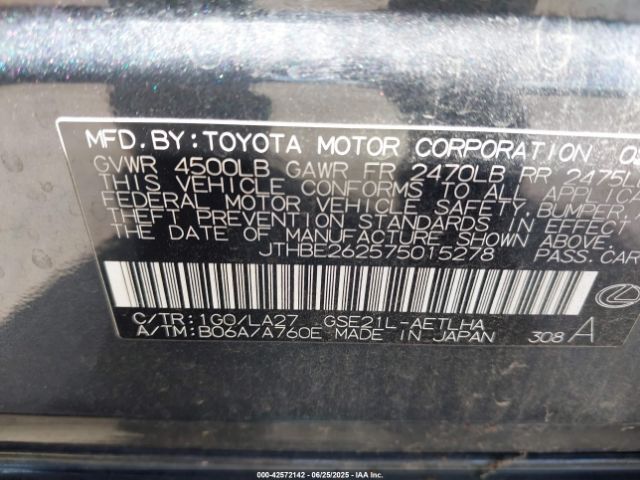 MFD. BY: TOYOTA MOTOR CORPORATION
GVWR 4500LB GAWR FR 2470LB RR 2475L
THIS VEHICLE CONFORMS TO ALL APPLIC
FEDERAL MOTOR VEHICLE SAFETY, BUMPER,
THEFT PREVENTION STANDARDS IN EFFECT
THE DATE OF MANUFACTURE SHOWN ABOVE.
JTHBE262575015278 PASS. CAR
C/TR: 1G0/LA27 GSE21L-AETLHA
A/TM: B06A/A760E MADE IN JAPAN 308 A
000-42572142 - 06/25/2025 - IAA, Inc.